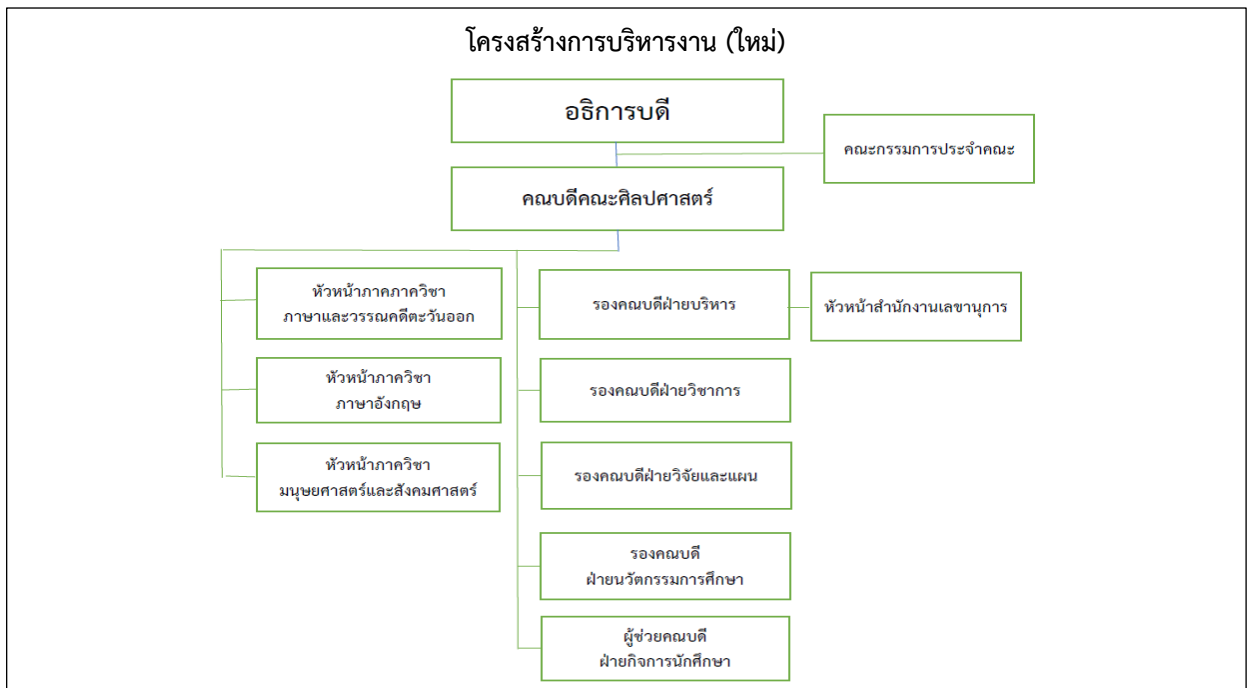 โครงสร้างการบริหารงาน (ใหม่)
อธิการบดี
คณะกรรมการประจำคณะ
คณบดีคณะศิลปศาสตร์
หัวหน้าภาคภาควิชา
ภาษาและวรรณคดีตะวันออก
รองคณบดีฝ่ายบริหาร
หัวหน้าสำนักงานเลขานุการ
หัวหน้าภาควิชา
ภาษาอังกฤษ
รองคณบดีฝ่ายวิชาการ
หัวหน้าภาควิชา
มนุษยศาสตร์และสังคมศาสตร์
รองคณบดีฝ่ายวิจัยและแผน
รองคณบดี
ฝ่ายนวัตกรรมการศึกษา
ผู้ช่วยคณบดี
ฝ่ายกิจการนักศึกษา